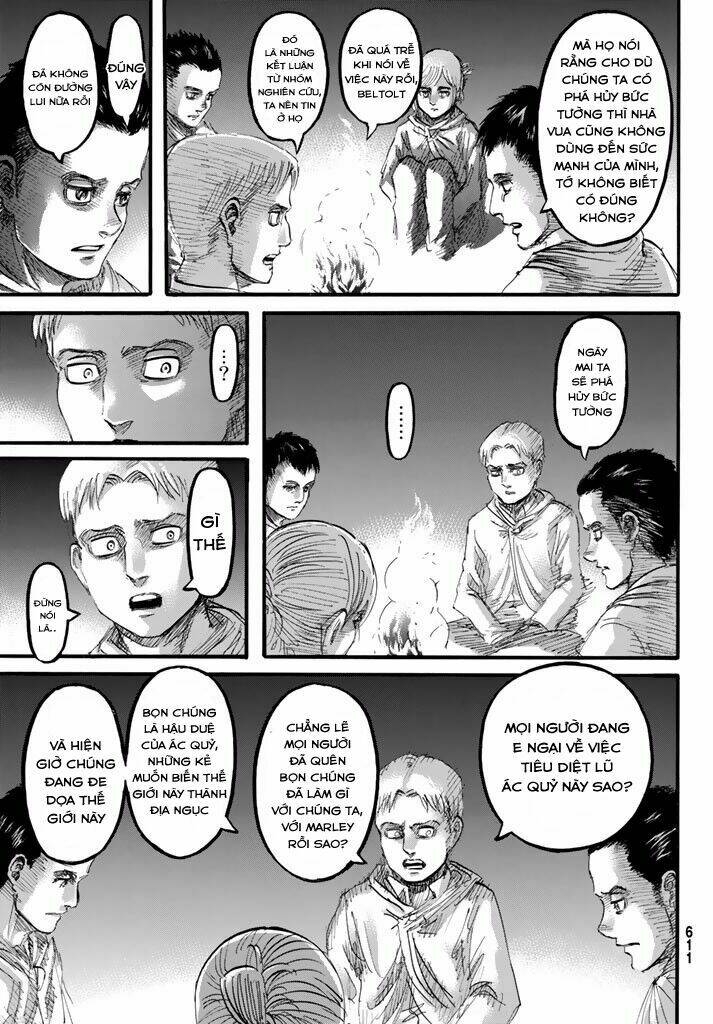 MÀ HỌ NÓI
RẰNG CHO DÙ
CHÚNG TA CÓ
PHÁ HỦY BỨC
TƯỜNG THÌ NHÀ
VUA CŨNG KHÔNG
DÙNG ĐẾN SỨC
MẠNH CỦA MÌNH,
TỚ KHÔNG BIẾT
CÓ ĐÚNG
KHÔNG?
ĐÃ QUÁ TRỄ
KHI NÓI VỀ
VIỆC NÀY RỒI,
BELTOLT
ĐÓ
LÀ NHỮNG
KẾT LUẬN
TỪ NHÓM
NGHIÊN CỨU,
TA NÊN TIN
Ở HỌ
ĐÚNG
VẬY
ĐÃ KHÔNG
CÒN ĐƯỜNG
LUI NỮA RỒI
NGÀY
MAI TA
SẼ PHÁ
HỦY BỨC
TƯỜNG
....
...?
GÌ
THẾ
ĐỪNG
NÓI
LÀ..
MỌI NGƯỜI ĐANG
E NGẠI VỀ VIỆC
TIÊU DIỆT LŨ
ÁC QUỶ NÀY SAO?
CHẲNG LẼ
MỌI NGƯỜI
ĐÃ QUÊN
BỌN CHÚNG
ĐÃ LÀM GÌ
VỚI CHÚNG TA,
VỚI MARLEY
RỒI SAO?
BỌN CHÚNG
LÀ HẬU DUỆ
CỦA ÁC QUỶ,
NHỮNG KẺ
MUỐN BIẾN THẾ
GIỚI NÀY THÀNH
ĐỊA NGỤC
VÀ HIỆN
GIỜ CHÚNG
ĐANG ĐE
DỌA THẾ
GIỚI NÀY
611